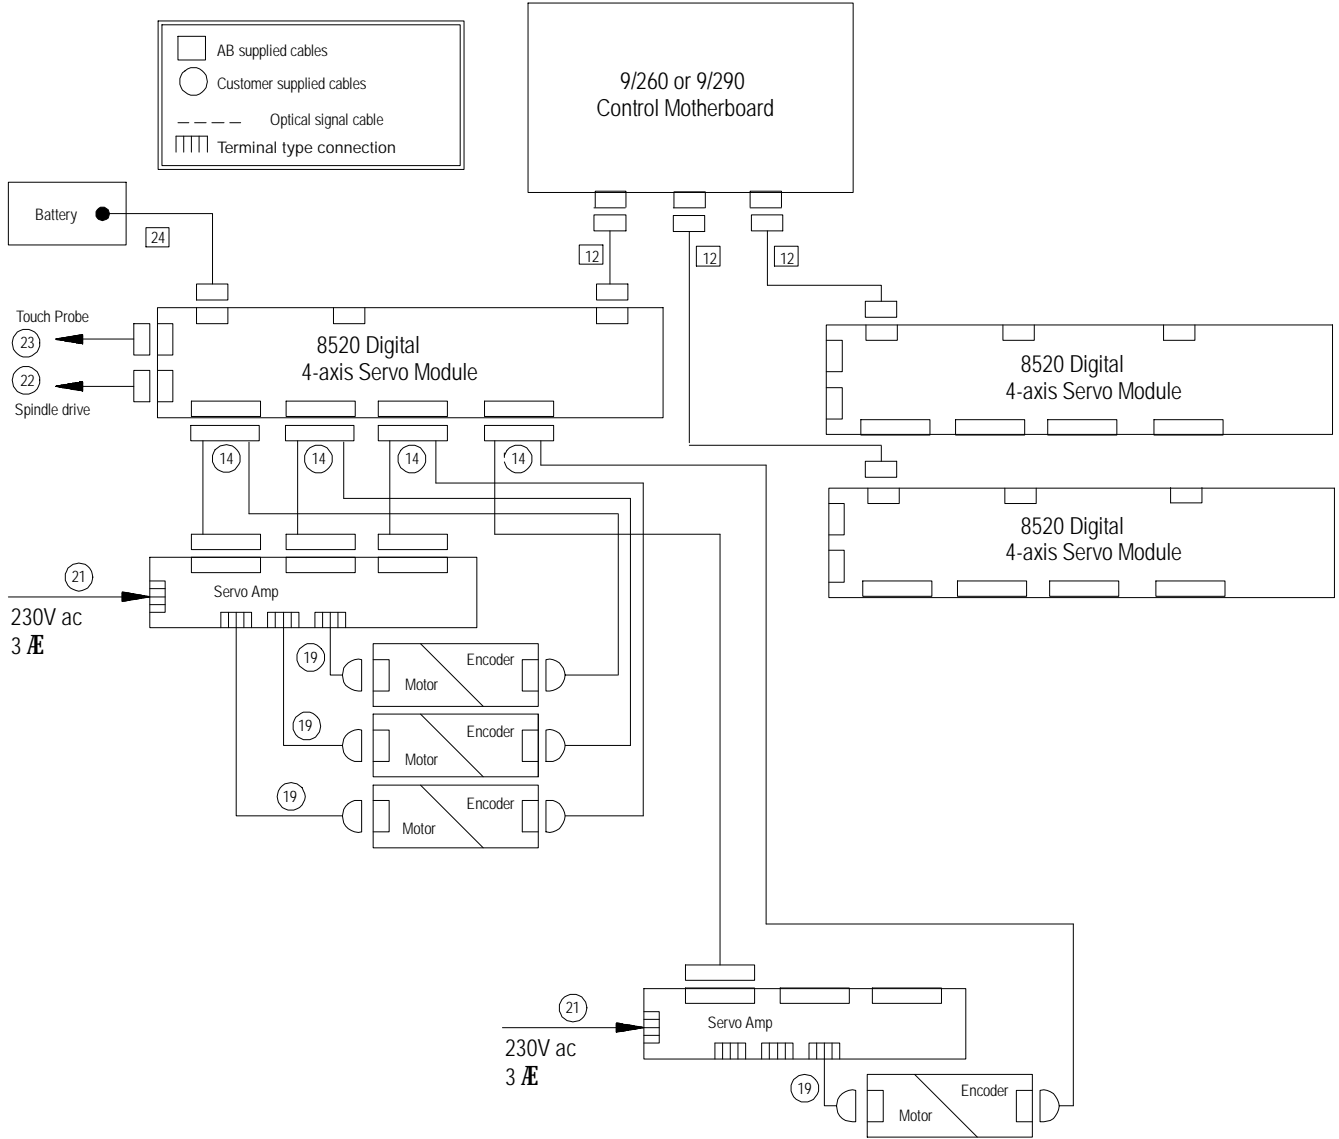 AB supplied cables
Customer supplied cables
Optical signal cable
Terminal type connection
9/260 or 9/290
Control Motherboard
Battery
24
12
12
12
Touch Probe
23
22
Spindle drive
8520 Digital
4-axis Servo Module
8520 Digital
4-axis Servo Module
14
14
14
14
8520 Digital
4-axis Servo Module
21
230V ac
3 Æ
Servo Amp
19
Motor
Encoder
19
Motor
Encoder
19
Motor
Encoder
21
230V ac
3 Æ
Servo Amp
19
Motor
Encoder